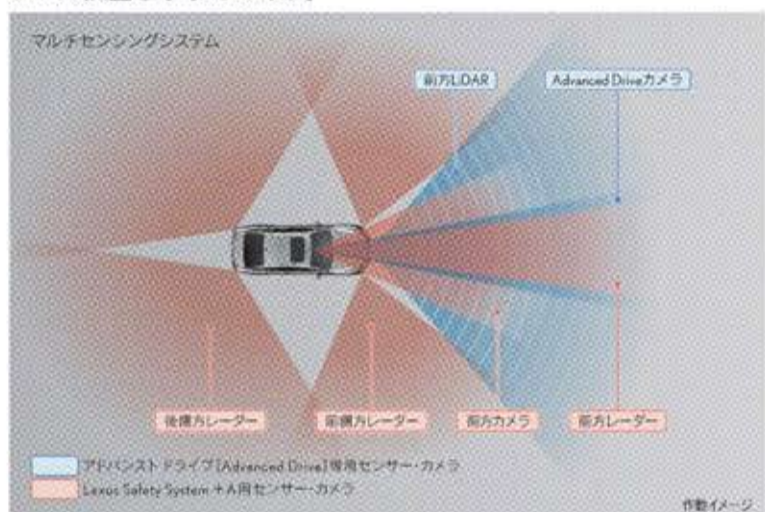 マルチセンシングシステム
前方LiDAR
Advanced Driveカメラ
後側方レーダー
前側方レーダー
前方カメラ
前方レーダー
アドバンスト ドライブ[Advanced Drive]専用センサー・カメラ
Lexus Safety System +A用センサー・カメラ
作動イメージ